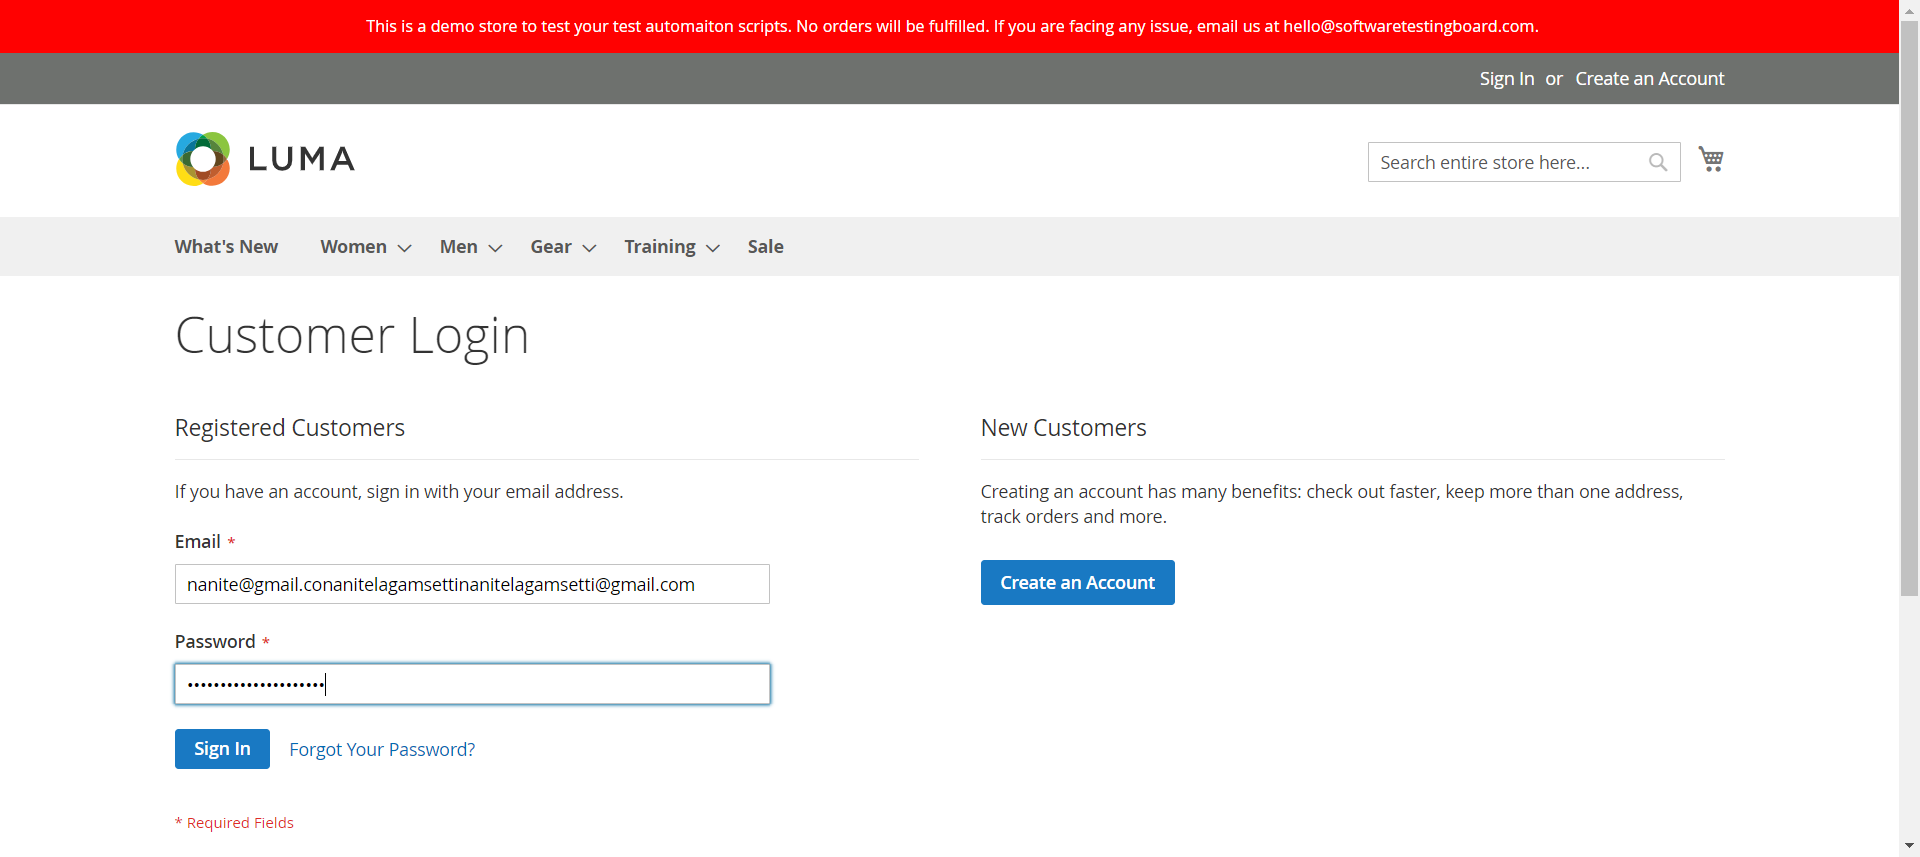 This is a demo store to test your test automaiton scripts. No orders will be fulfilled. If you are facing any issue, email us at hello@softwaretestingboard.com.
Sign In or Create an Account
LUMA
Search entire store here...
What's New Women Men Gear Training Sale
Customer Login
Registered Customers
If you have an account, sign in with your email address.
Email *
nanite@gmail.conanitelagamsettinanitelagamsetti@gmail.com
Password *
•••••••••••••••••••••
Sign In Forgot Your Password?
* Required Fields
New Customers
Creating an account has many benefits: check out faster, keep more than one address,
track orders and more.
Create an Account